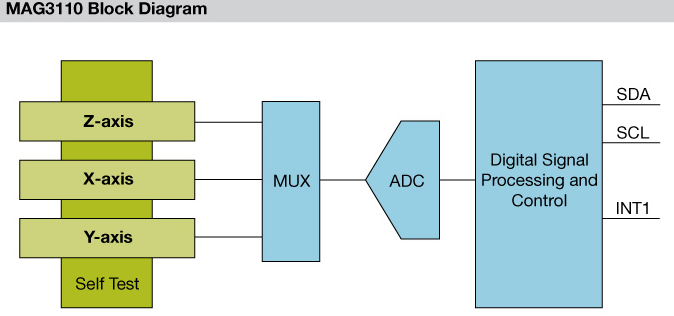 MAG3110 Block Diagram
Z-axis
X-axis
Y-axis
Self Test
MUX
ADC
Digital Signal
Processing and
Control
SDA
SCL
INT1